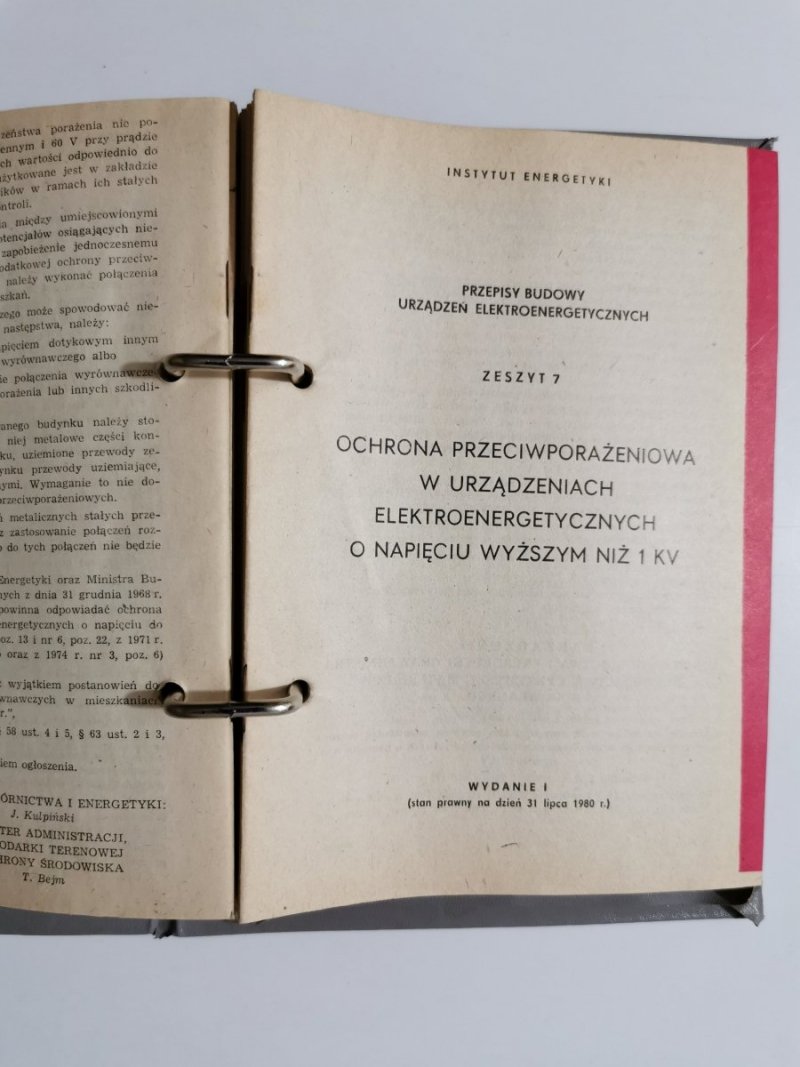 zeństwa porażenia nie po-
ennym i 60 V przy prądzie
ch wartości odpowiednio do
użytkowane jest w zakładzie
ików w ramach ich stałych
ntroli.
ia między umiejscowionymi
otencjałów osiągających nie-
zapobieżenie jednoczesnemu
odatkowej ochrony przeciw-
należy wykonać połączenia
szkań.
zego może spowodować nie-
następstwa, należy:
pięciem dotykowym innym
wyrównawczego albo
ie połączenia wyrównawcze
orażenia lub innych szkodli-
anego budynku należy sto-
niej metalowe części kon-
ku, uziemione przewody ze-
ynku przewody uziemiające,
ymi. Wymaganie to nie do-
przeciwporażeniowych.
ń metalicznych stałych prze-
z zastosowanie połączeń roz-
o do tych połączeń nie będzie
Energetyki oraz Ministra Bu-
nych z dnia 31 grudnia 1968 r.
powinna odpowiadać ochrona
energetycznych o napięciu do
poz. 13 i nr 6, poz. 22, z 1971 r.
oraz z 1974 r. nr 3, poz. 6)
z wyjątkiem postanowień do
wnawczych w mieszkaniach
r.",
58 ust. 4 i 5, § 63 ust. 2 i 3,
iem ogłoszenia.
ÓRNICTWA I ENERGETYKI:
J. Kulpiński
TER ADMINISTRACJI,
ODARKI TERENOWEJ
HRONY ŚRODOWISKA
T. Bejm
INSTYTUT ENERGETYKI
PRZEPISY BUDOWY
URZĄDZEŃ ELEKTROENERGETYCZNYCH
ZESZYT 7
OCHRONA PRZECIWPORAŻENIOWA
W URZĄDZENIACH
ELEKTROENERGETYCZNYCH
O NAPIĘCIU WYŻSZYM NIŻ 1 KV
WYDANIE I
(stan prawny na dzień 31 lipca 1980 r.)